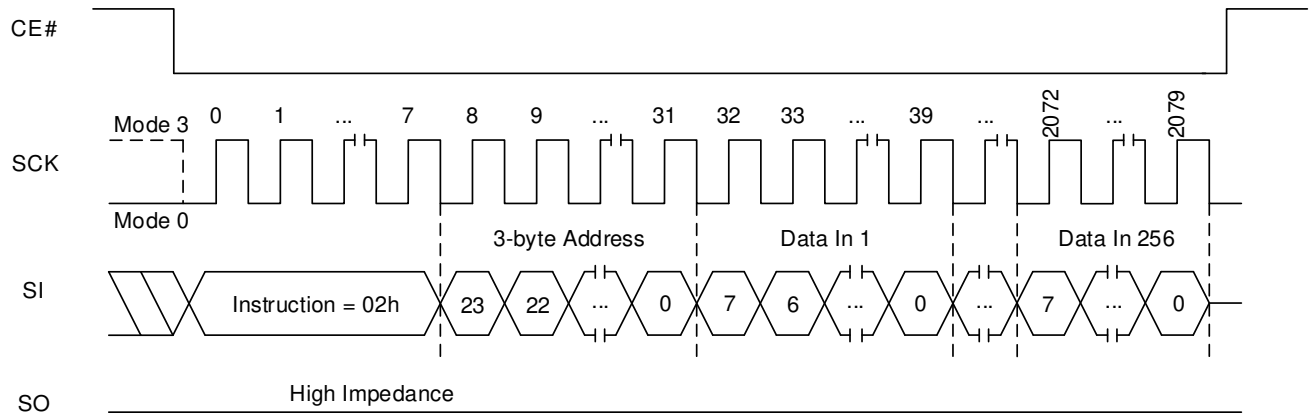 CE#
0 1 ... 7 8 9 ... 31 32 33 ... 39 ... 2072 ... 2079
Mode 3
SCK
Mode 0
3-byte Address Data In 1 Data In 256
SI Instruction = 02h 23 22 ... 0 7 6 ... 0 ... 7 ... 0
High Impedance
SO